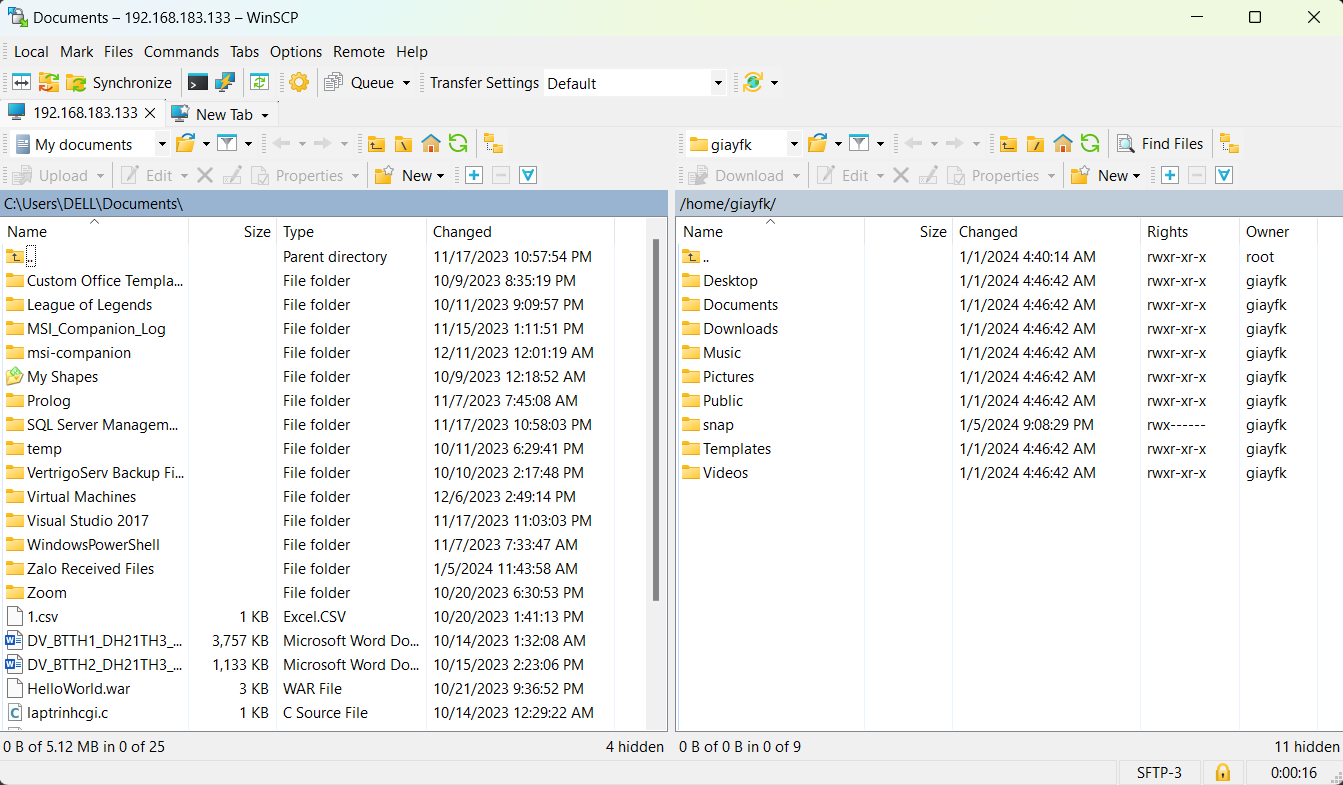 Documents – 192.168.183.133 – WinSCP
Local Mark Files Commands Tabs Options Remote Help
Synchronize Queue Transfer Settings Default
192.168.183.133 New Tab
My documents
Upload Edit Properties New
C:\Users\DELL\Documents\
Name Size Type Changed
.. Parent directory 11/17/2023 10:57:54 PM
Custom Office Templa... File folder 10/9/2023 8:35:19 PM
League of Legends File folder 10/11/2023 9:09:57 PM
MSI_Companion_Log File folder 11/15/2023 1:11:51 PM
msi-companion File folder 12/11/2023 12:01:19 AM
My Shapes File folder 10/9/2023 12:18:52 AM
Prolog File folder 11/7/2023 7:45:08 AM
SQL Server Managem... File folder 11/17/2023 10:58:03 PM
temp File folder 10/11/2023 6:29:41 PM
VertrigoServ Backup Fi... File folder 10/10/2023 2:17:48 PM
Virtual Machines File folder 12/6/2023 2:49:14 PM
Visual Studio 2017 File folder 11/17/2023 11:03:03 PM
WindowsPowerShell File folder 11/7/2023 7:33:47 AM
Zalo Received Files File folder 1/5/2024 11:43:58 AM
Zoom File folder 10/20/2023 6:30:53 PM
1.csv 1 KB Excel.CSV 10/20/2023 1:41:13 PM
DV_BTTH1_DH21TH3_... 3,757 KB Microsoft Word Do... 10/14/2023 1:32:08 AM
DV_BTTH2_DH21TH3_... 1,133 KB Microsoft Word Do... 10/15/2023 2:23:06 PM
HelloWorld.war 3 KB WAR File 10/21/2023 9:36:52 PM
laptrinhcgi.c 1 KB C Source File 10/14/2023 12:29:22 AM
0 B of 5.12 MB in 0 of 25 4 hidden
giayfk Find Files
Download Edit Properties New
/home/giayfk/
Name Size Changed Rights Owner
.. 1/1/2024 4:40:14 AM rwxr-xr-x root
Desktop 1/1/2024 4:46:42 AM rwxr-xr-x giayfk
Documents 1/1/2024 4:46:42 AM rwxr-xr-x giayfk
Downloads 1/1/2024 4:46:42 AM rwxr-xr-x giayfk
Music 1/1/2024 4:46:42 AM rwxr-xr-x giayfk
Pictures 1/1/2024 4:46:42 AM rwxr-xr-x giayfk
Public 1/1/2024 4:46:42 AM rwxr-xr-x giayfk
snap 1/5/2024 9:08:29 PM rwx------ giayfk
Templates 1/1/2024 4:46:42 AM rwxr-xr-x giayfk
Videos 1/1/2024 4:46:42 AM rwxr-xr-x giayfk
0 B of 0 B in 0 of 9 11 hidden
SFTP-3 0:00:16